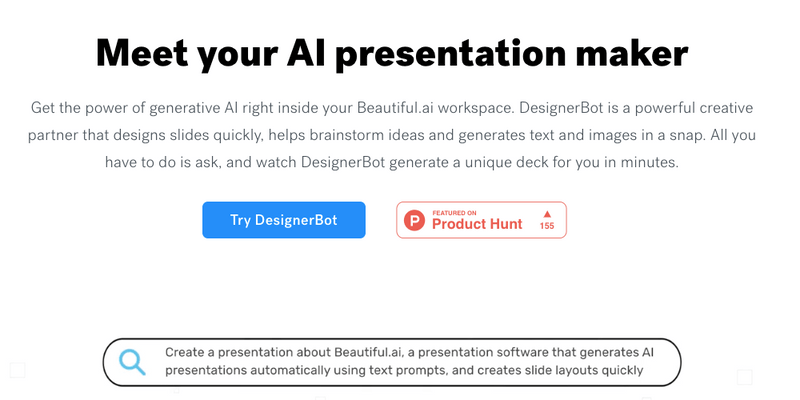 Meet your AI presentation maker
Get the power of generative AI right inside your Beautiful.ai workspace. DesignerBot is a powerful creative
partner that designs slides quickly, helps brainstorm ideas and generates text and images in a snap. All you
have to do is ask, and watch DesignerBot generate a unique deck for you in minutes.
Try DesignerBot
P
FEATURED ON
Product Hunt
▲
155
Create a presentation about Beautiful.ai, a presentation software that generates AI
presentations automatically using text prompts, and creates slide layouts quickly